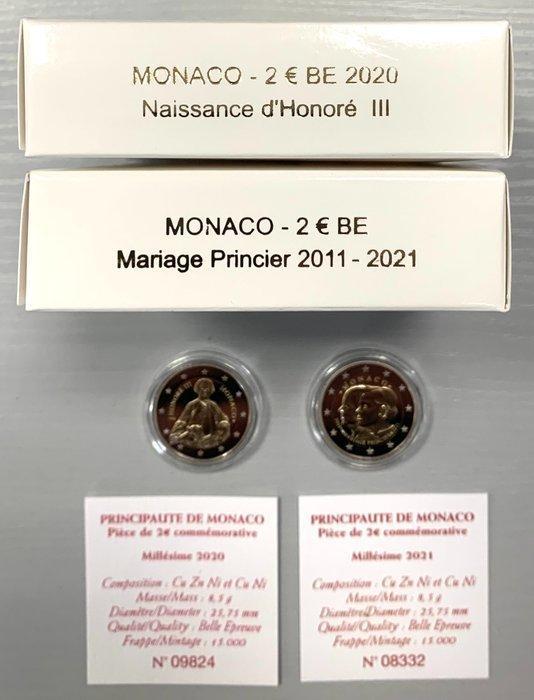 MONACO - 2 € BE 2020
Naissance d'Honoré III
MONACO - 2 € BE
Mariage Princier 2011 - 2021
HONORÉ III MONACO
MONACO
PRINCIPAUTE DE MONACO
Pièce de 2€ commémorative
Millésime 2020
Composition : Cu Zn Ni et Cu Ni
Masse/Mass : 8,5 g
Diamètre/Diameter : 25,75 mm
Qualité/Quality : Belle Epreuve
Frappe/Mintage : 15.000
N° 09824
PRINCIPAUTE DE MONACO
Pièce de 2€ commémorative
Millésime 2021
Composition : Cu Zn Ni et Cu Ni
Masse/Mass : 8,5 g
Diamètre/Diameter : 25,75 mm
Qualité/Quality : Belle Epreuve
Frappe/Mintage : 15.000
N° 08332